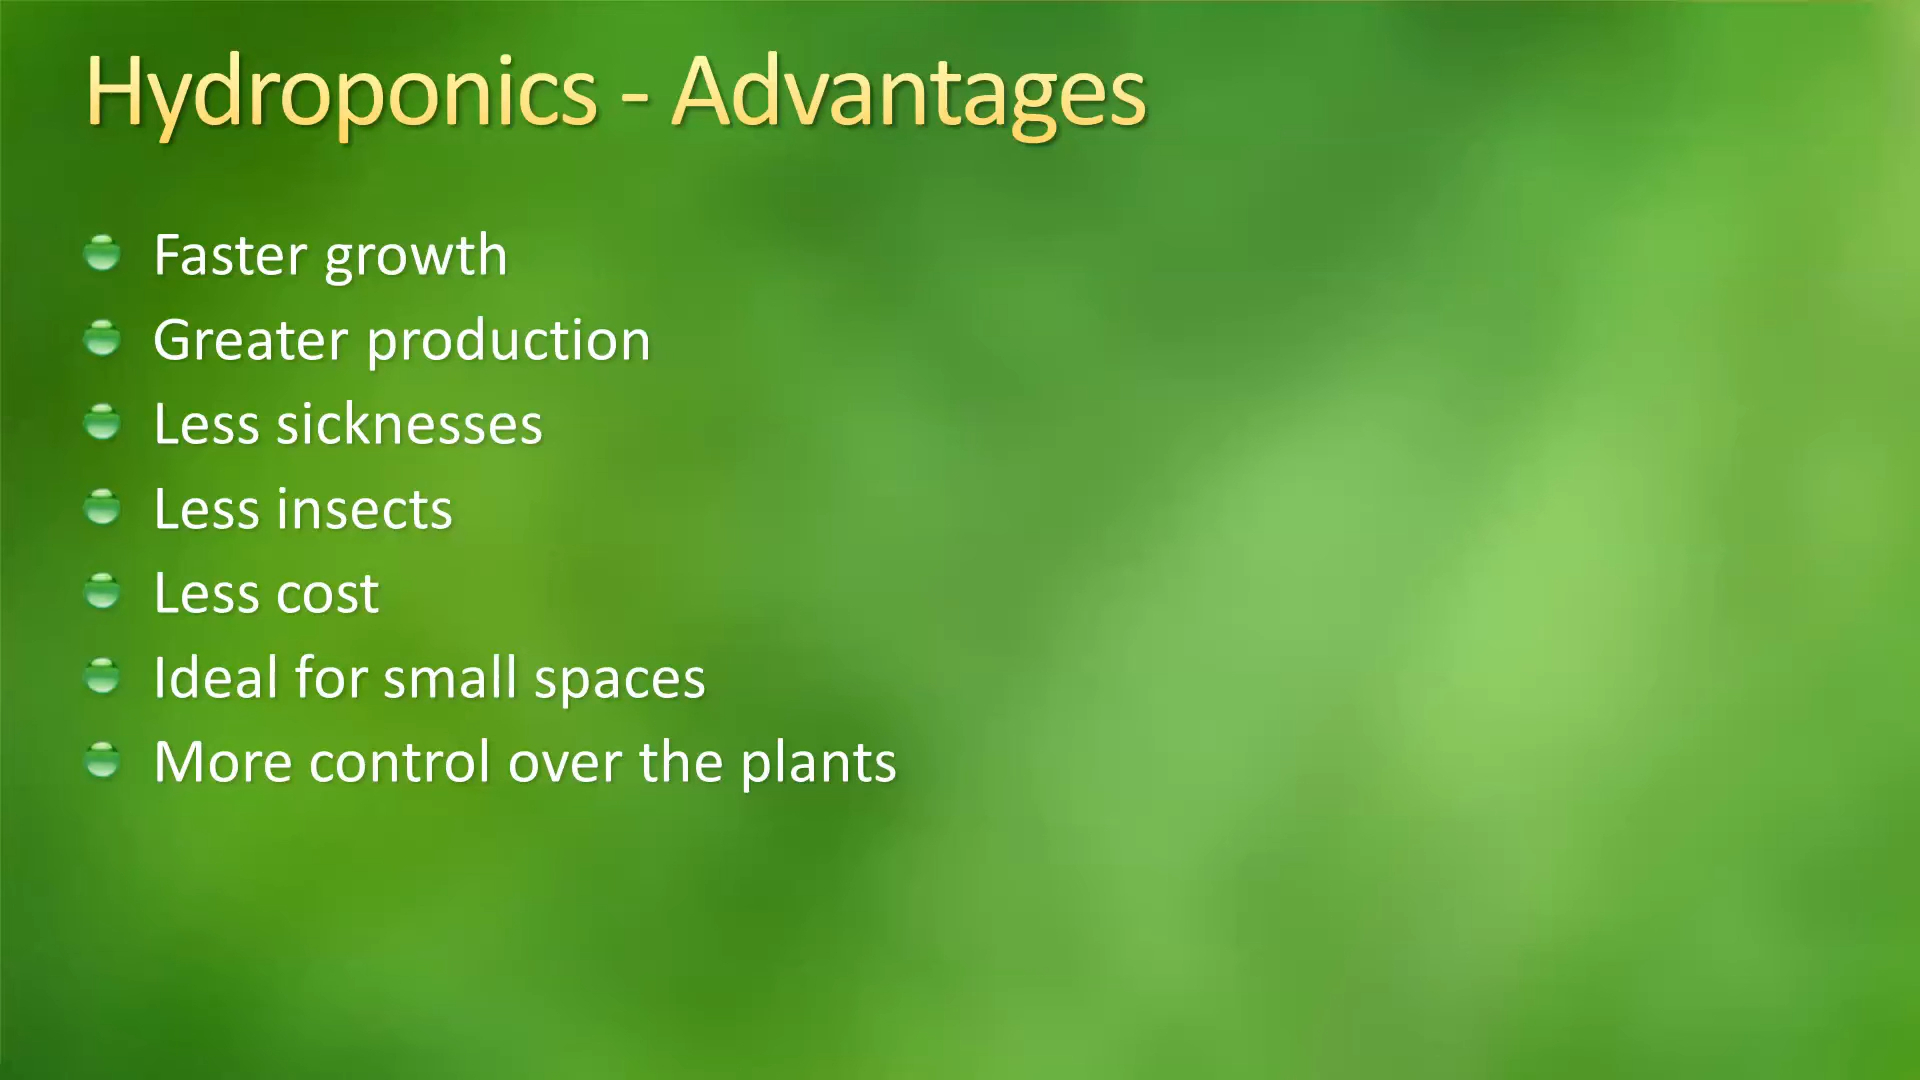 Hydroponics - Advantages
Faster growth
Greater production
Less sicknesses
Less insects
Less cost
Ideal for small spaces
More control over the plants